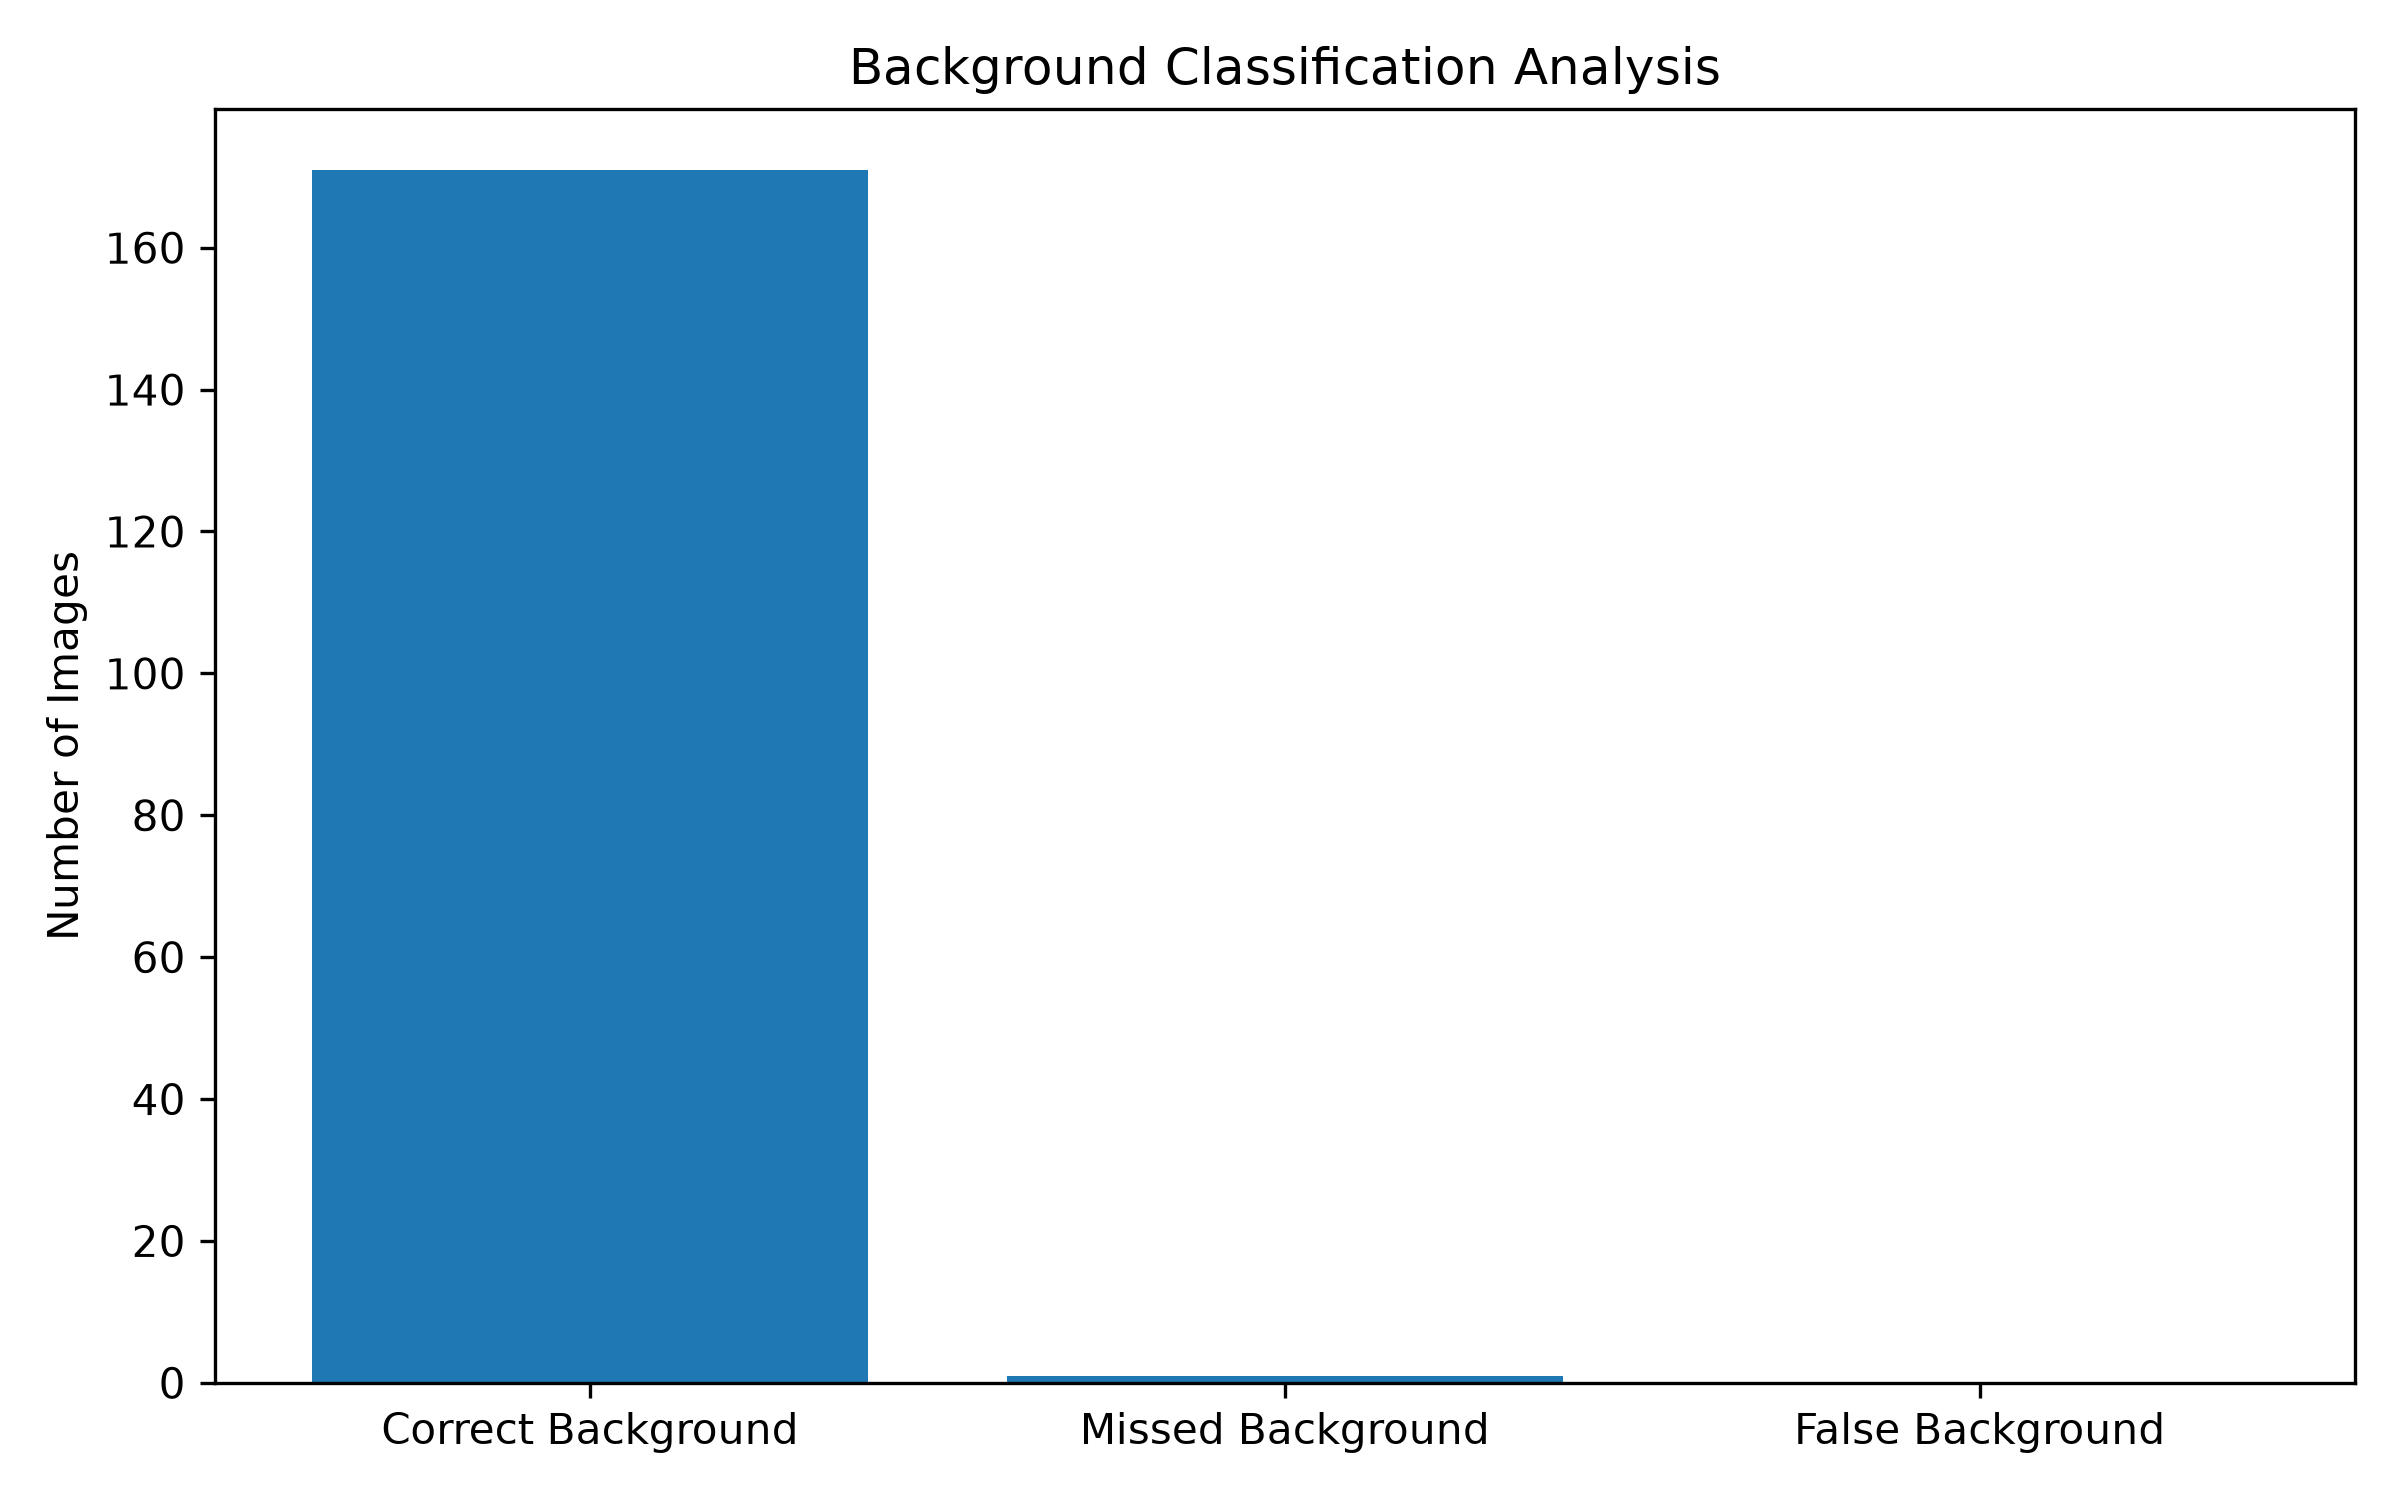 Background Classification Analysis
Number of Images
160
140
120
100
80
60
40
20
0
Correct Background
Missed Background
False Background